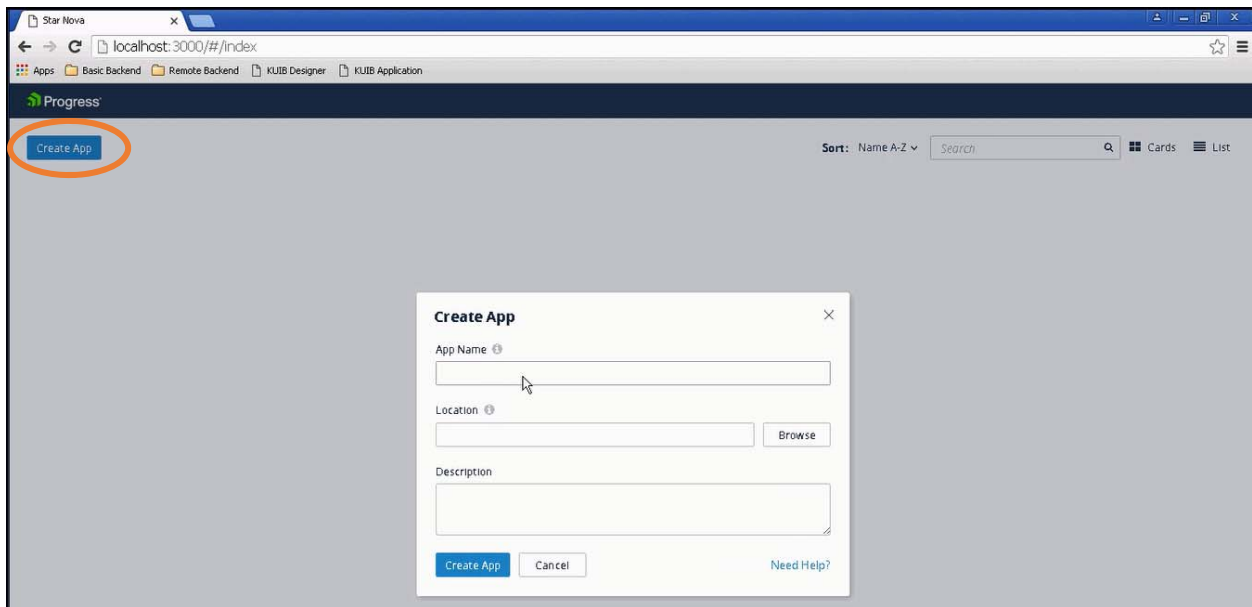 Star Nova
localhost:3000/#/index
Apps Basic Backend Remote Backend KUIB Designer KUIB Application
Progress
Create App Sort: Name A-Z Search Cards List
Create App
App Name
Location
Browse
Description
Create App Cancel Need Help?